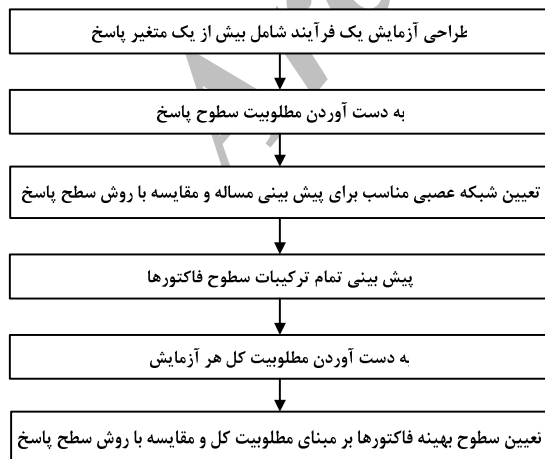 طراحی آزمایش یک فرآیند شامل بیش از یک متغیر پاسخ
به دست آوردن مطلوبیت سطوح پاسخ
تعیین شبکه عصبی مناسب برای پیش بینی مساله و مقایسه با روش سطح پاسخ
پیش بینی تمام ترکیبات سطوح فاکتورها
به دست آوردن مطلوبیت کل هر آزمایش
تعیین سطوح بهینه فاکتورها بر مبنای مطلوبیت کل و مقایسه با روش سطح پاسخ